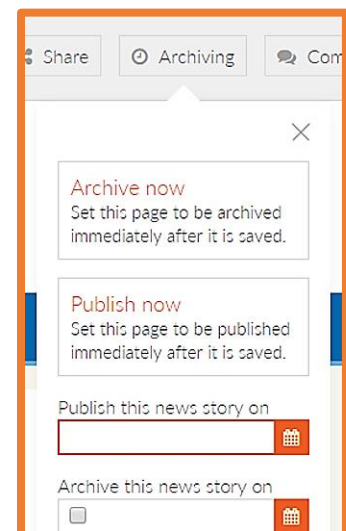 Share Archiving Com
Archive now
Set this page to be archived
immediately after it is saved.
Publish now
Set this page to be published
immediately after it is saved.
Publish this news story on
Archive this news story on